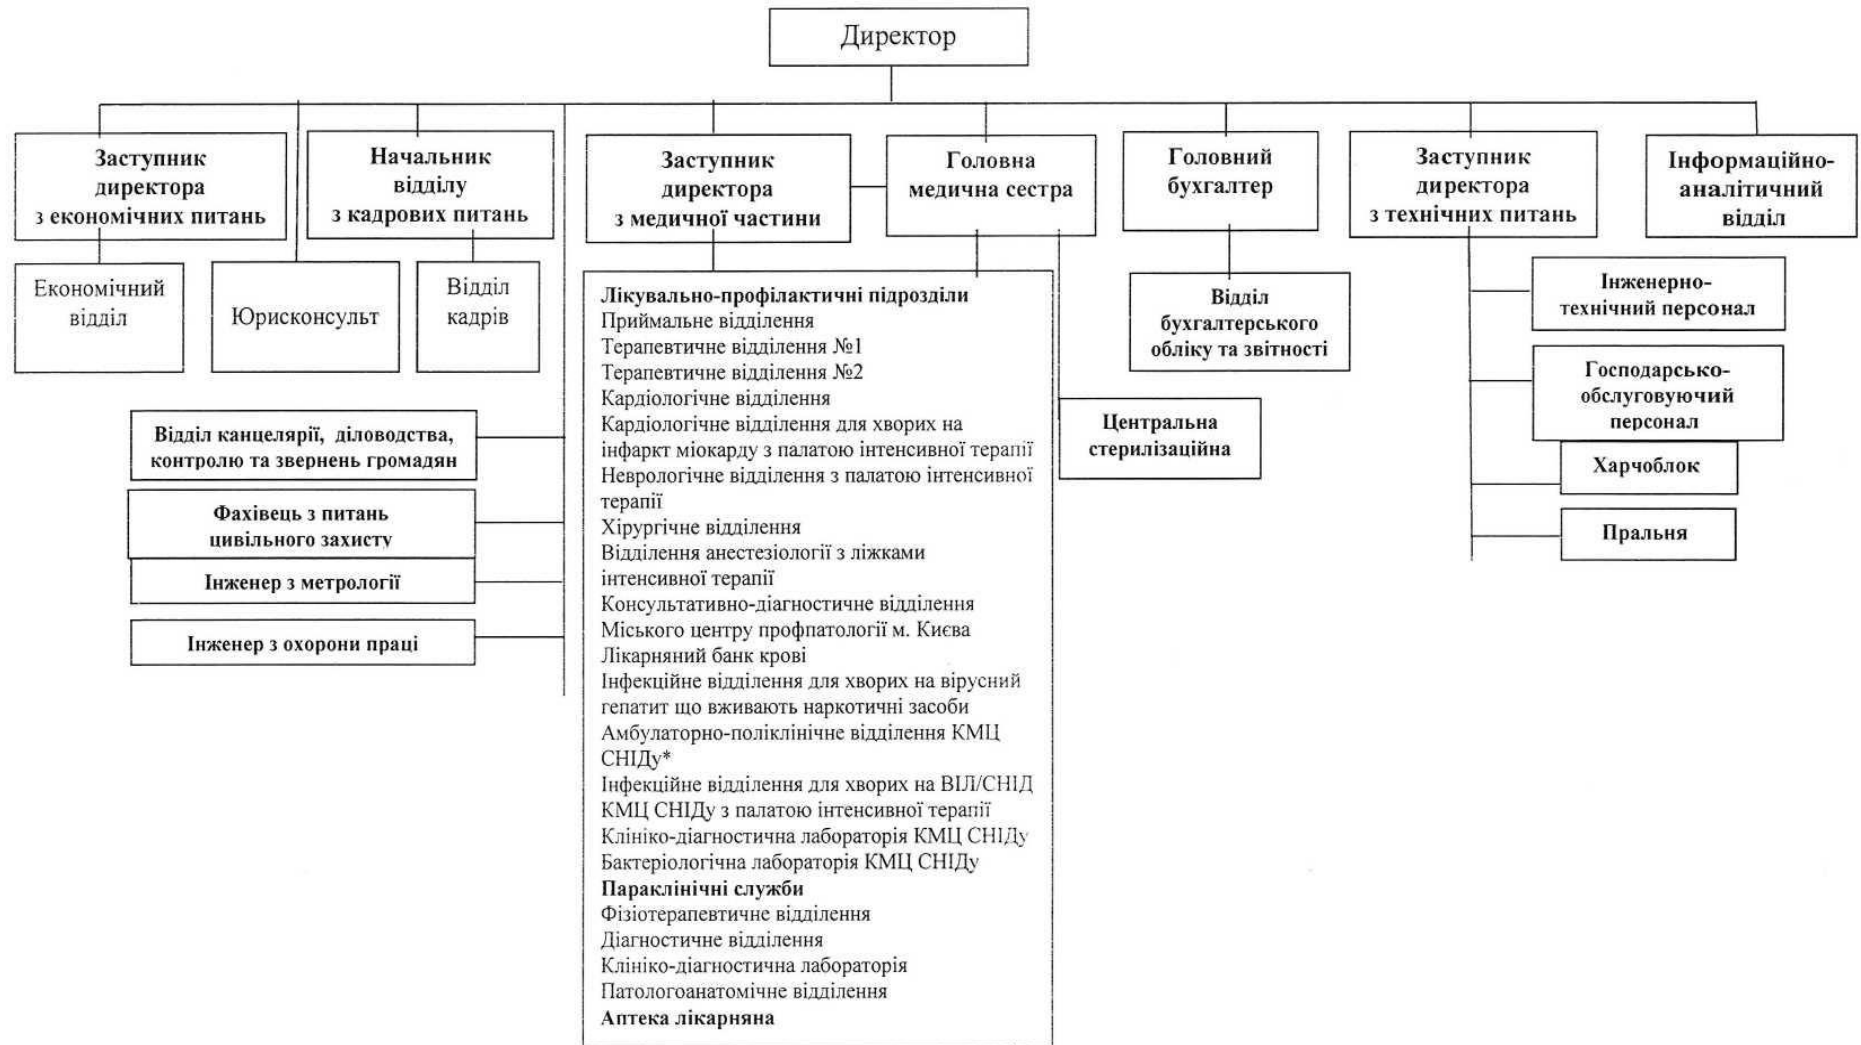 Директор
Заступник
директора
з економічних питань
Начальник
відділу
з кадрових питань
Заступник
директора
з медичної частини
Головна
медична сестра
Головний
бухгалтер
Заступник
директора
з технічних питань
Інформаційно-
аналітичний
відділ
Економічний
відділ
Юрисконсульт
Відділ
кадрів
Відділ канцелярії, діловодства,
контролю та звернень громадян
Фахівець з питань
цивільного захисту
Інженер з метрології
Інженер з охорони праці
Лікувально-профілактичні підрозділи
Приймальне відділення
Терапевтичне відділення №1
Терапевтичне відділення №2
Кардіологічне відділення
Кардіологічне відділення для хворих на
інфаркт міокарду з палатою інтенсивної терапії
Неврологічне відділення з палатою інтенсивної
терапії
Хірургічне відділення
Відділення анестезіології з ліжками
інтенсивної терапії
Консультативно-діагностичне відділення
Міського центру профпатології м. Києва
Лікарняний банк крові
Інфекційне відділення для хворих на вірусний
гепатит що вживають наркотичні засоби
Амбулаторно-поліклінічне відділення КМЦ
СНІДу*
Інфекційне відділення для хворих на ВІЛ/СНІД
КМЦ СНІДу з палатою інтенсивної терапії
Клініко-діагностична лабораторія КМЦ СНІДу
Бактеріологічна лабораторія КМЦ СНІДу
Параклінічні служби
Фізіотерапевтичне відділення
Діагностичне відділення
Клініко-діагностична лабораторія
Патологоанатомічне відділення
Аптека лікарняна
Центральна
стерилізаційна
Відділ
бухгалтерського
обліку та звітності
Інженерно-
технічний персонал
Господарсько-
обслуговуючий
персонал
Харчоблок
Пральня